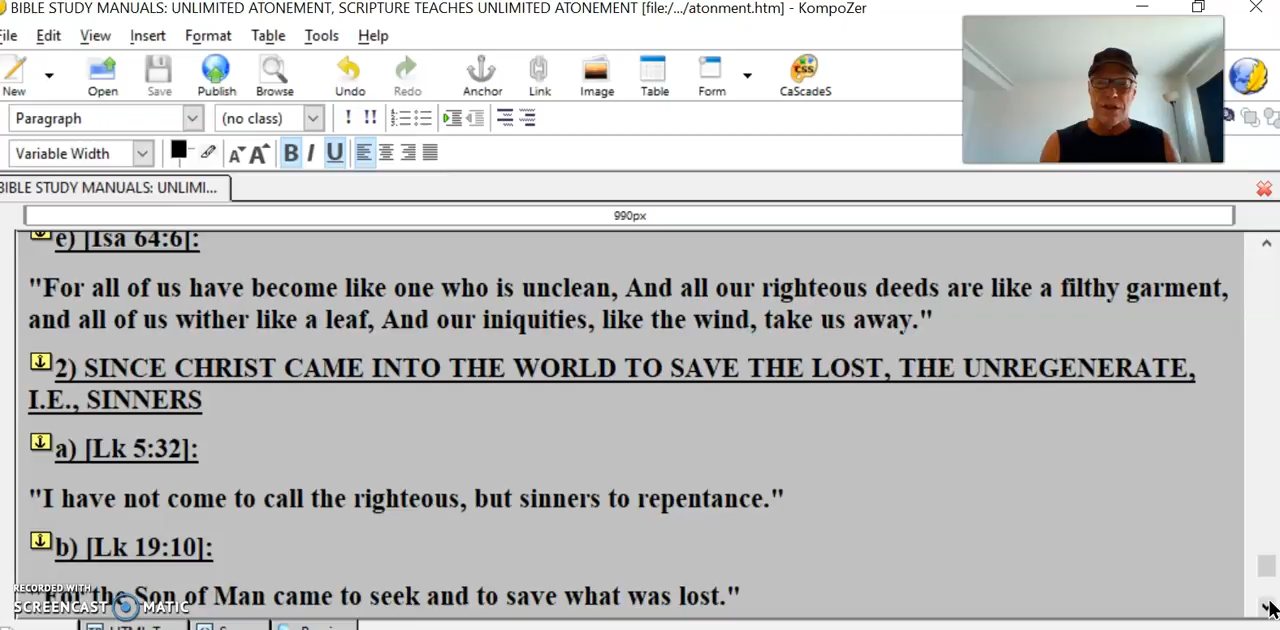 BIBLE STUDY MANUALS: UNLIMITED ATONEMENT, SCRIPTURE TEACHES UNLIMITED ATONEMENT [file:/.../atonment.htm] - KompoZer
ile Edit View Insert Format Table Tools Help
New Open Save Publish Browse Undo Redo Anchor Link Image Table Form CaScadeS
Paragraph (no class) ! !!
Variable Width A A B I U
BIBLE STUDY MANUALS: UNLIMI...
990px
e) [Isa 64:6]:
"For all of us have become like one who is unclean, And all our righteous deeds are like a filthy garment,
and all of us wither like a leaf, And our iniquities, like the wind, take us away."
2) SINCE CHRIST CAME INTO THE WORLD TO SAVE THE LOST, THE UNREGENERATE,
I.E., SINNERS
a) [Lk 5:32]:
"I have not come to call the righteous, but sinners to repentance."
b) [Lk 19:10]:
"For the Son of Man came to seek and to save what was lost."
RECORDED WITH
SCREENCAST MATIC